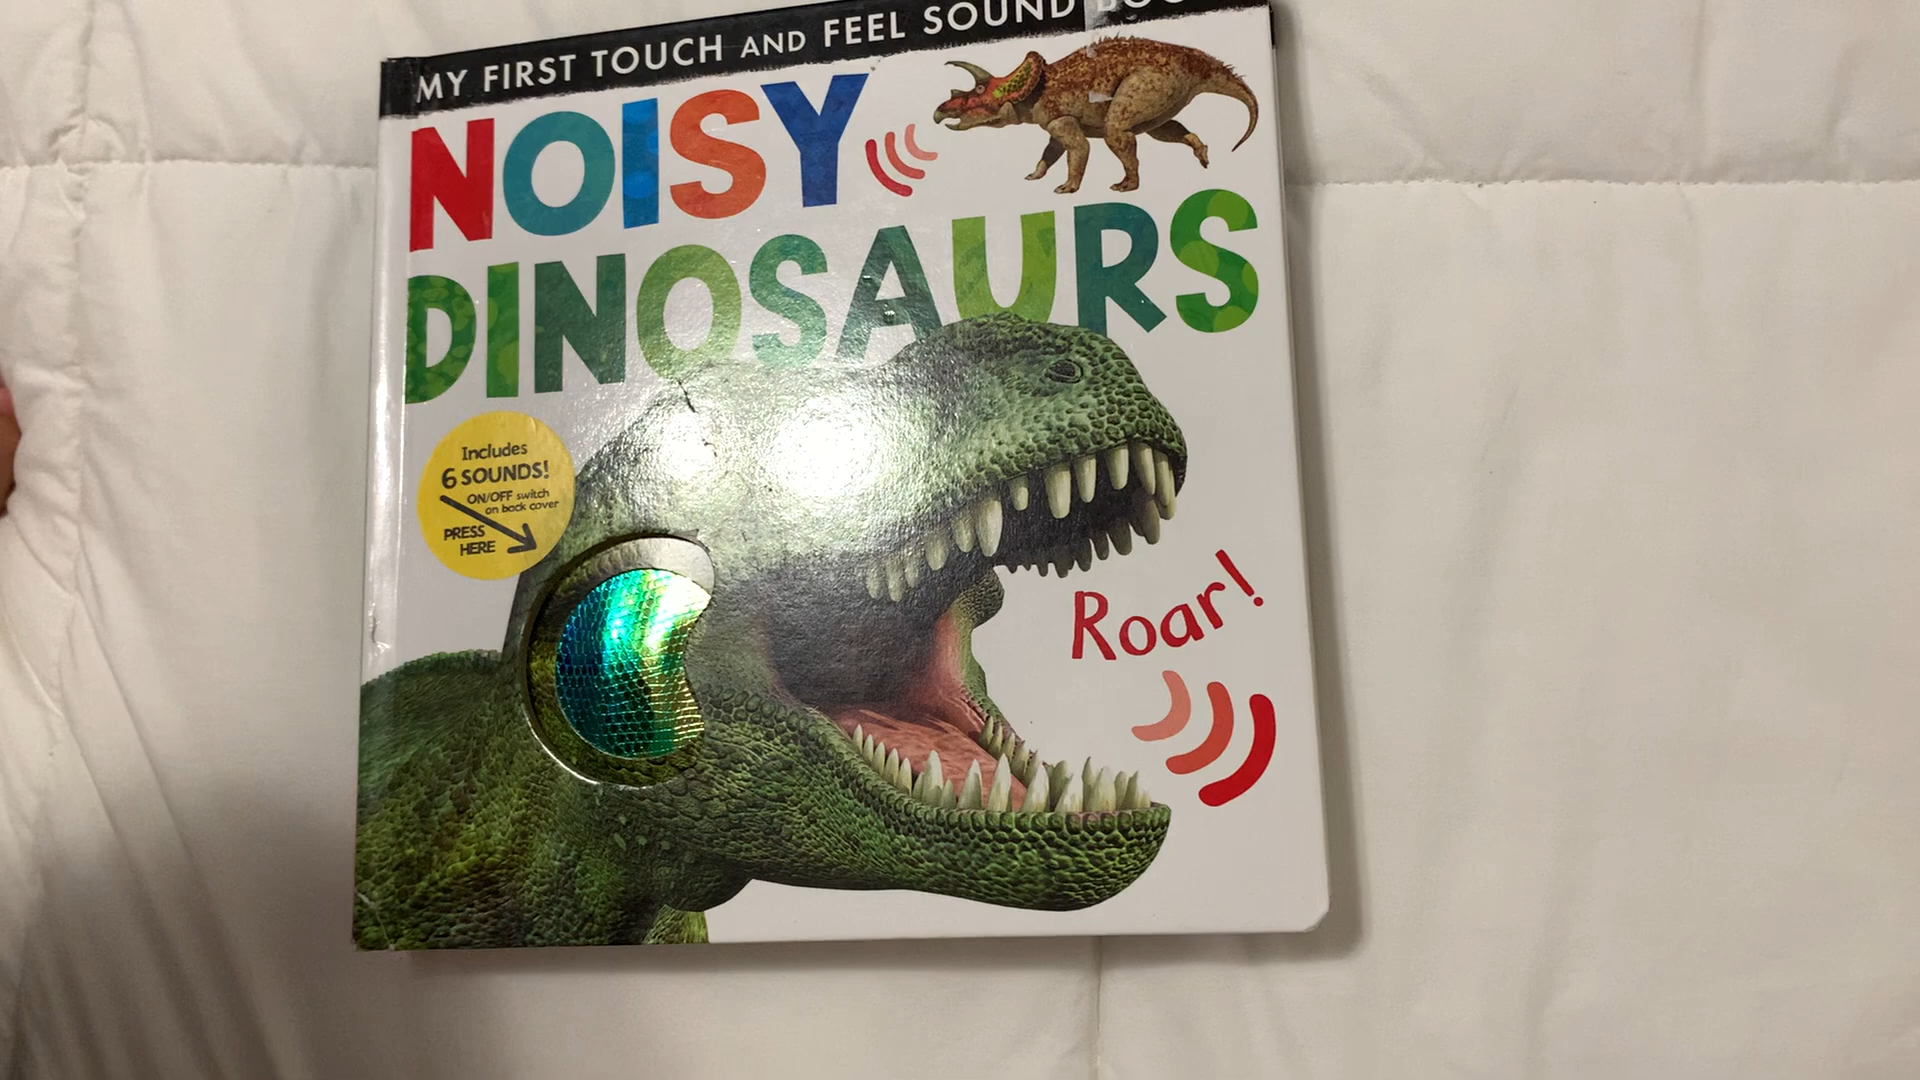 MY FIRST TOUCH AND FEEL SOUND
NOISY
DINOSAURS
Includes
6 SOUNDS!
ON/OFF switch
on back cover
PRESS
HERE
Roar!